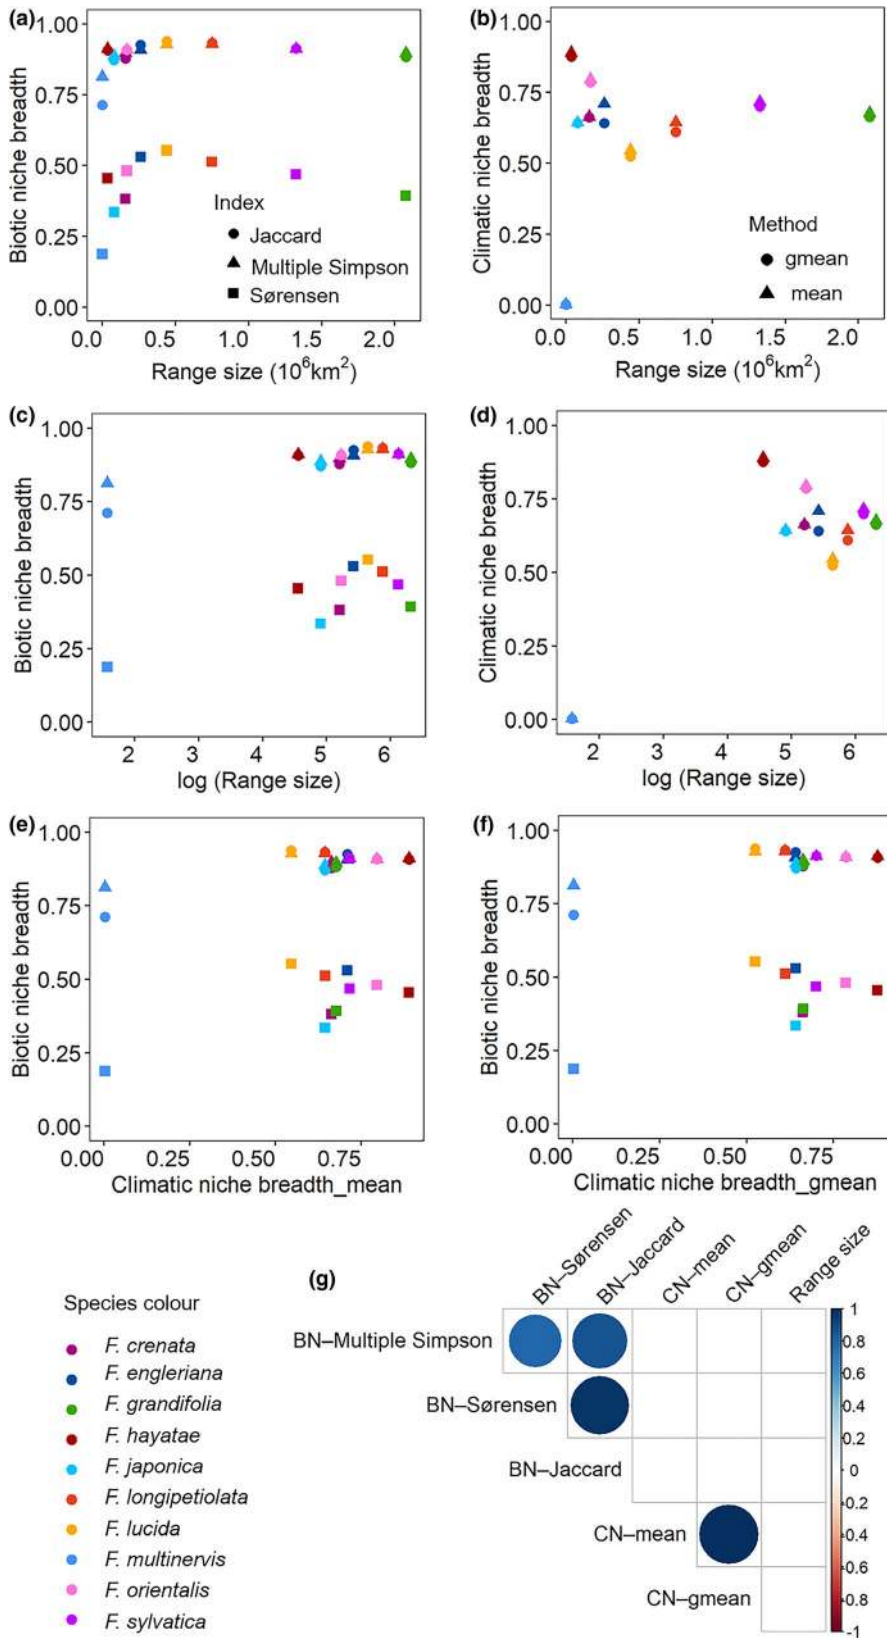 (a)
1.00
0.75
0.50
0.25
0.00
Biotic niche breadth
Index
Jaccard
Multiple Simpson
Sørensen
0.0 0.5 1.0 1.5 2.0
Range size (10⁶km²)
(b)
1.00
0.75
0.50
0.25
0.00
Climatic niche breadth
Method
gmean
mean
0.0 0.5 1.0 1.5 2.0
Range size (10⁶km²)
(c)
1.00
0.75
0.50
0.25
0.00
Biotic niche breadth
2 3 4 5 6
log (Range size)
(d)
1.00
0.75
0.50
0.25
0.00
Climatic niche breadth
2 3 4 5 6
log (Range size)
(e)
1.00
0.75
0.50
0.25
0.00
Biotic niche breadth
0.00 0.25 0.50 0.75
Climatic niche breadth_mean
(f)
1.00
0.75
0.50
0.25
0.00
Biotic niche breadth
0.00 0.25 0.50 0.75
Climatic niche breadth_gmean
Species colour
F. crenata
F. engleriana
F. grandifolia
F. hayatae
F. japonica
F. longipetiolata
F. lucida
F. multinervis
F. orientalis
F. sylvatica
(g)
BN–Sørensen
BN–Jaccard
CN–mean
CN–gmean
Range size
BN–Multiple Simpson
BN–Sørensen
BN–Jaccard
CN–mean
CN–gmean
1
0.8
0.6
0.4
0.2
0
-0.2
-0.4
-0.6
-0.8
-1